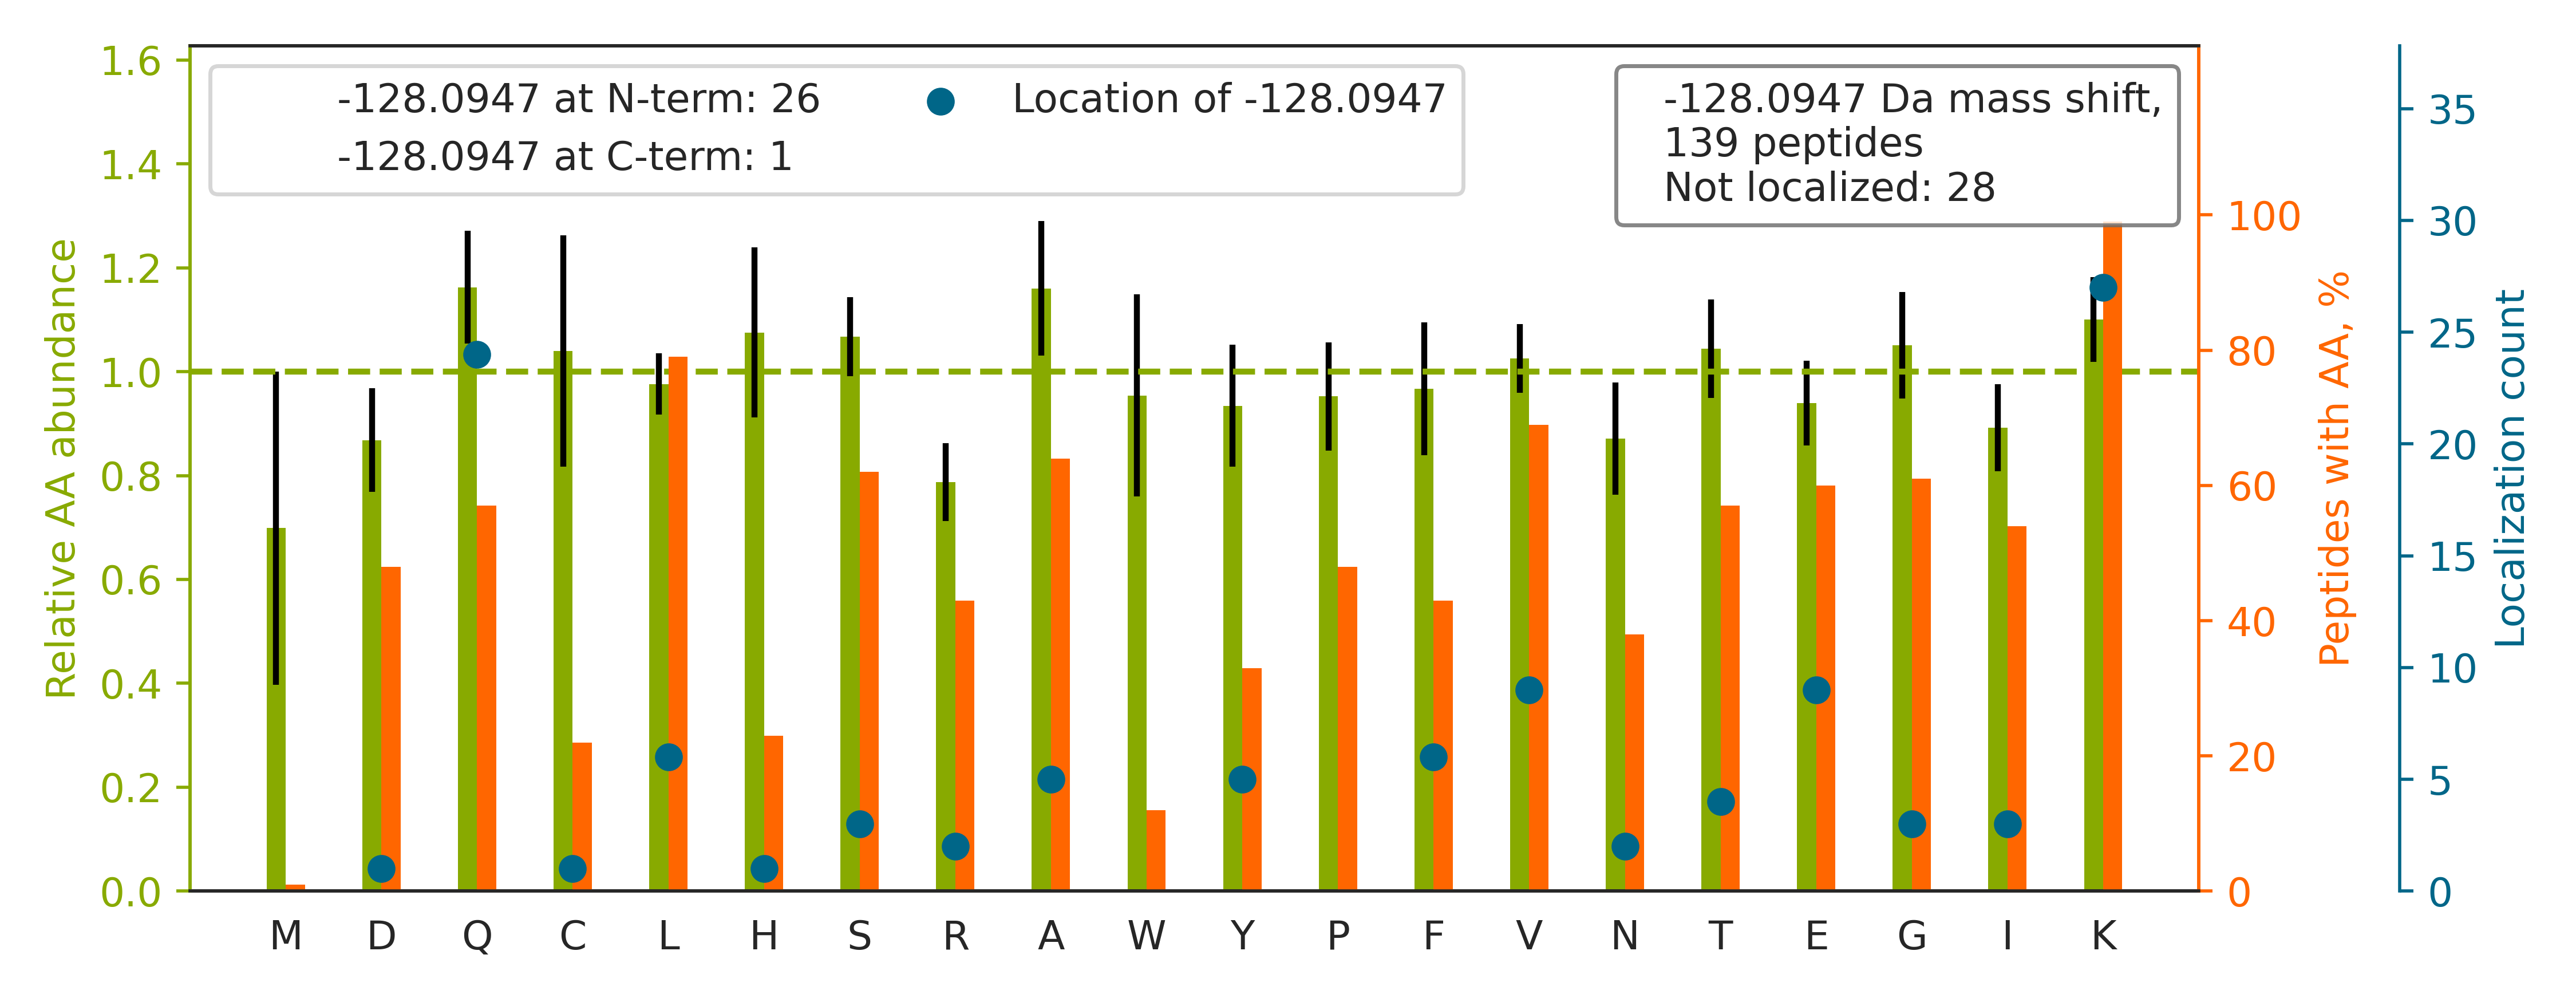 1.6
1.4
1.2
1.0
0.8
0.6
0.4
0.2
0.0
Relative AA abundance
-128.0947 at N-term: 26
-128.0947 at C-term: 1
Location of -128.0947
-128.0947 Da mass shift,
139 peptides
Not localized: 28
100
80
60
40
20
0
Peptides with AA, %
35
30
25
20
15
10
5
0
Localization count
M D Q C L H S R A W Y P F V N T E G I K